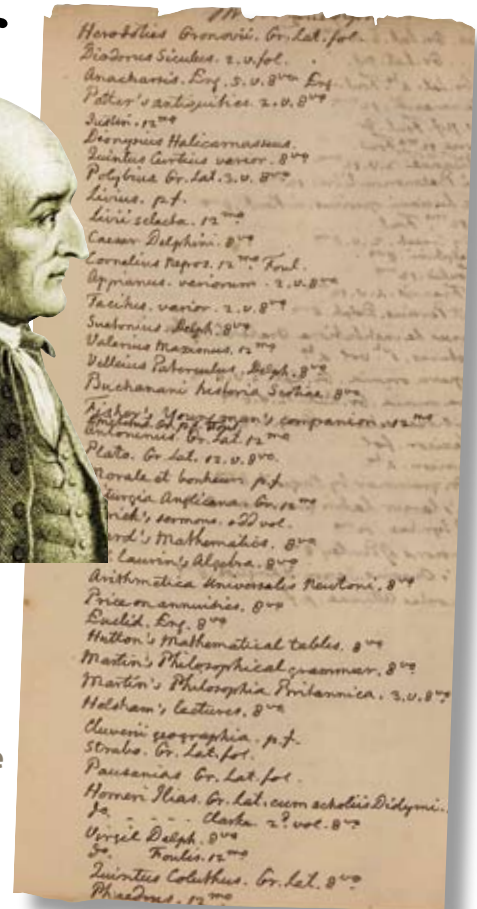 Herodotus Gronovii. Gr. Lat. fol.
Diodorus Siculus. 2. v. fol.
Anacharsis. Eng. 5. v. 8vo Eng.
Potter's antiquities. 2. v. 8vo
Justin. 12mo
Dionysius Halicarnasseus.
Quintus Curtius varior. 8vo
Polybius Gr. Lat. 3. v. 8vo
Livius. p. f.
Livii selecta. 12mo
Caesar Delphini. 8vo
Cornelius Nepos. 12mo Foul.
Appianus. variorum. 2. v. 8vo
Tacitus. varior. 2. v. 8vo
Suetonius. Delph. 8vo
Valerius Maximus. 12mo
Velleius Paterculus, Delph. 8vo
Buchanani historia Scotiae. 8vo
Fisher's Young man's companion. 12mo
Antoninus. Gr. Lat. 12mo
Plato. Gr. Lat. 12. v. 8vo
Morale et bonheur p. f.
turgia Anglicana. Gr. 12mo
sermons. odd vol.
Mathematics. 8vo
laurin's Algebra. 8vo
Arithmetica Universalis Newtoni. 8vo
Price on annuities. 8vo
Euclid. Eng. 8vo
Hutton's Mathematical tables. 8vo
Martin's Philosophical grammar. 8vo
Martin's Philosophia Britannica. 3. v. 8vo
Helsham's lectures. 8vo
Cluverii geographia. p. f.
Strabo. Gr. Lat. fol.
Pausanias Gr. Lat. fol.
Homeri Ilias. Gr. Lat. cum scholiis Didymi.
do. - - - - Clarke. 2. vol. 8vo
Virgil Delph. 8vo
do. Foulis. 12mo
Quintus Coluthus. Gr. Lat. 8vo
Phaedrus. 12mo